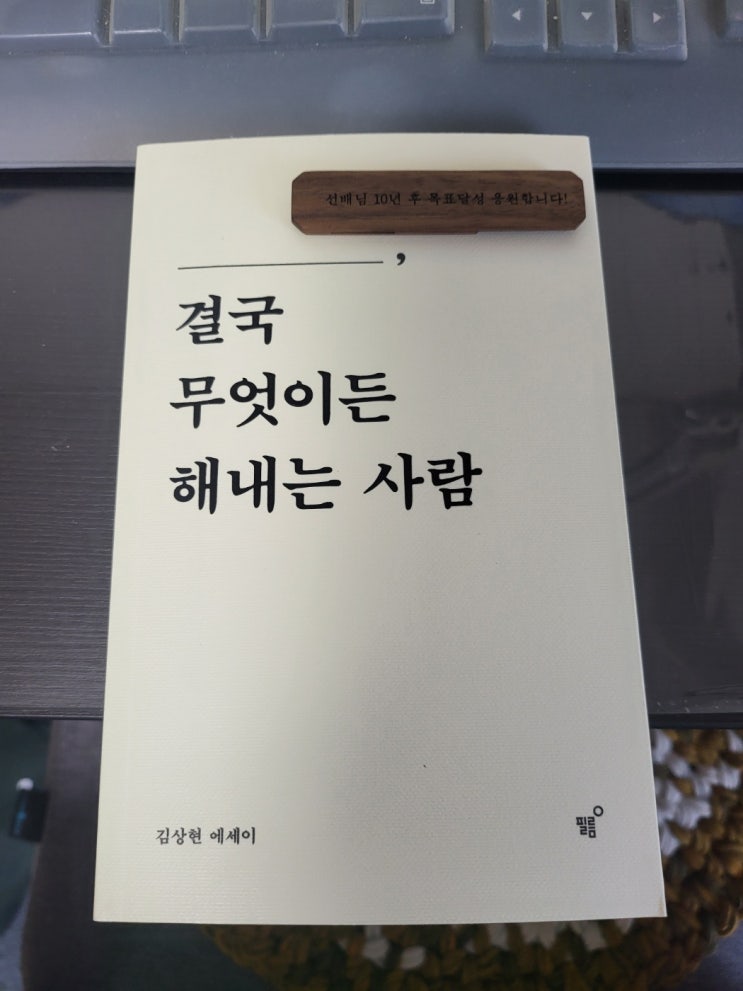 선배님 10년 후 목표달성 응원합니다!
,
결국
무엇이든
해내는 사람
김상현 에세이
필름